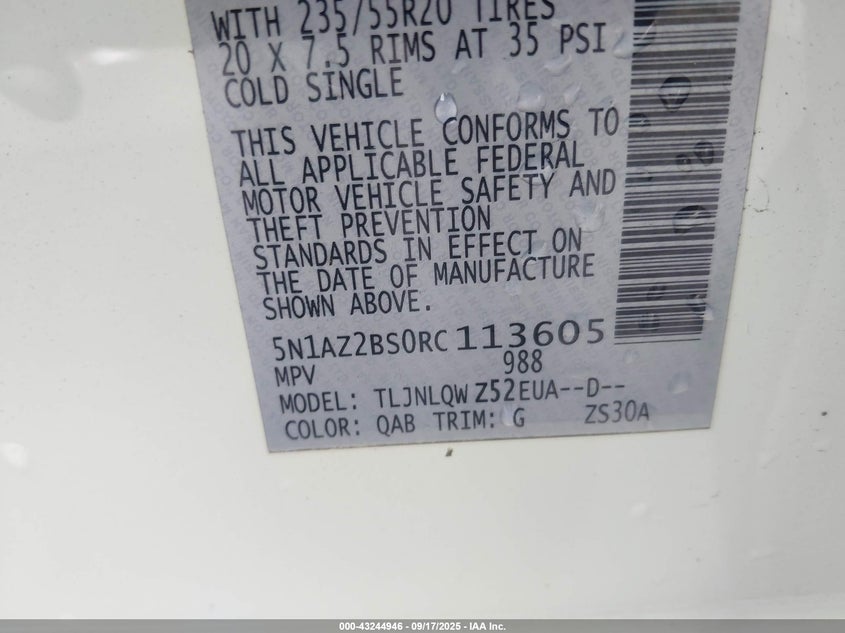 WITH 235/55R20 TIRES
20 X 7.5 RIMS AT 35 PSI
COLD SINGLE
THIS VEHICLE CONFORMS TO
ALL APPLICABLE FEDERAL
MOTOR VEHICLE SAFETY AND
THEFT PREVENTION
STANDARDS IN EFFECT ON
THE DATE OF MANUFACTURE
SHOWN ABOVE.
5N1AZ2BS0RC113605
MPV 988
MODEL: TLJNLQWZ52EUA--D--
COLOR: QAB TRIM: G ZS30A
000-43244946 - 09/17/2025 - IAA Inc.